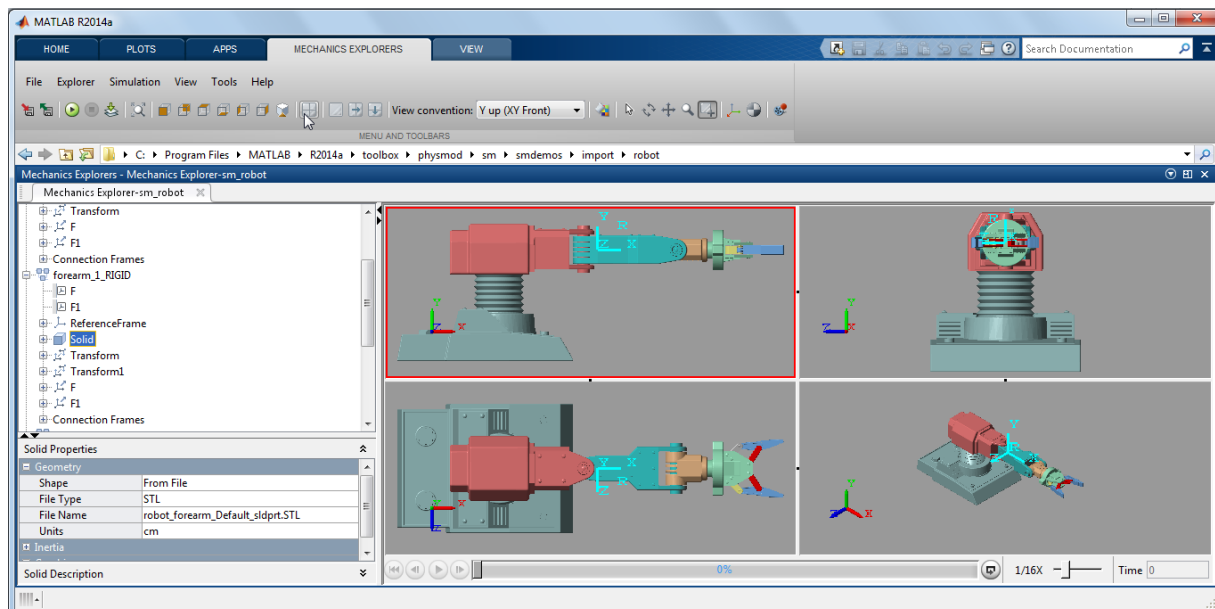 MATLAB R2014a
HOME PLOTS APPS MECHANICS EXPLORERS VIEW Search Documentation
File Explorer Simulation View Tools Help
View convention: Y up (XY Front)
MENU AND TOOLBARS
C: Program Files MATLAB R2014a toolbox physmod sm smdemos import robot
Mechanics Explorers - Mechanics Explorer-sm_robot
Mechanics Explorer-sm_robot
Transform
F
F1
Connection Frames
forearm_1_RIGID
F
F1
ReferenceFrame
Solid
Transform
Transform1
F
F1
Connection Frames
Solid Properties
Geometry
Shape From File
File Type STL
File Name robot_forearm_Default_sldprt.STL
Units cm
Inertia
Solid Description
Y R Z X
Y Z X
R
Y Z
Y X R Z
X Z
Y R X
Y Z X
0% 1/16X Time 0